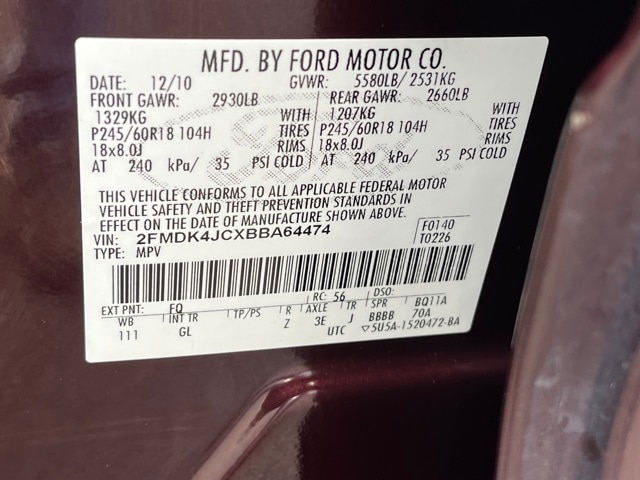 MFD. BY FORD MOTOR CO.
DATE: 12/10 GVWR: 5580LB/ 2531KG
FRONT GAWR: 2930LB REAR GAWR: 2660LB
1329KG WITH 1207KG WITH
P245/60R18 104H TIRES P245/60R18 104H TIRES
18x8.0J RIMS 18x8.0J RIMS
AT 240 kPa/ 35 PSI COLD AT 240 kPa/ 35 PSI COLD
THIS VEHICLE CONFORMS TO ALL APPLICABLE FEDERAL MOTOR
VEHICLE SAFETY AND THEFT PREVENTION STANDARDS IN
EFFECT ON THE DATE OF MANUFACTURE SHOWN ABOVE.
VIN: 2FMDK4JCXBBA64474 F0140
TYPE: MPV T0226
EXT PNT: FQ RC: 56 DSO:
WB INT TR TP/PS R AXLE TR SPR BQ11A
111 GL Z 3E J BBBB 70A
UTC ▽5U5A-1520472-BA
Ford